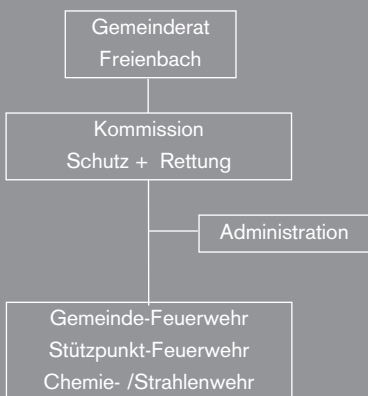 Gemeinderat
Freienbach
Kommission
Schutz + Rettung
Administration
Gemeinde-Feuerwehr
Stützpunkt-Feuerwehr
Chemie- /Strahlenwehr